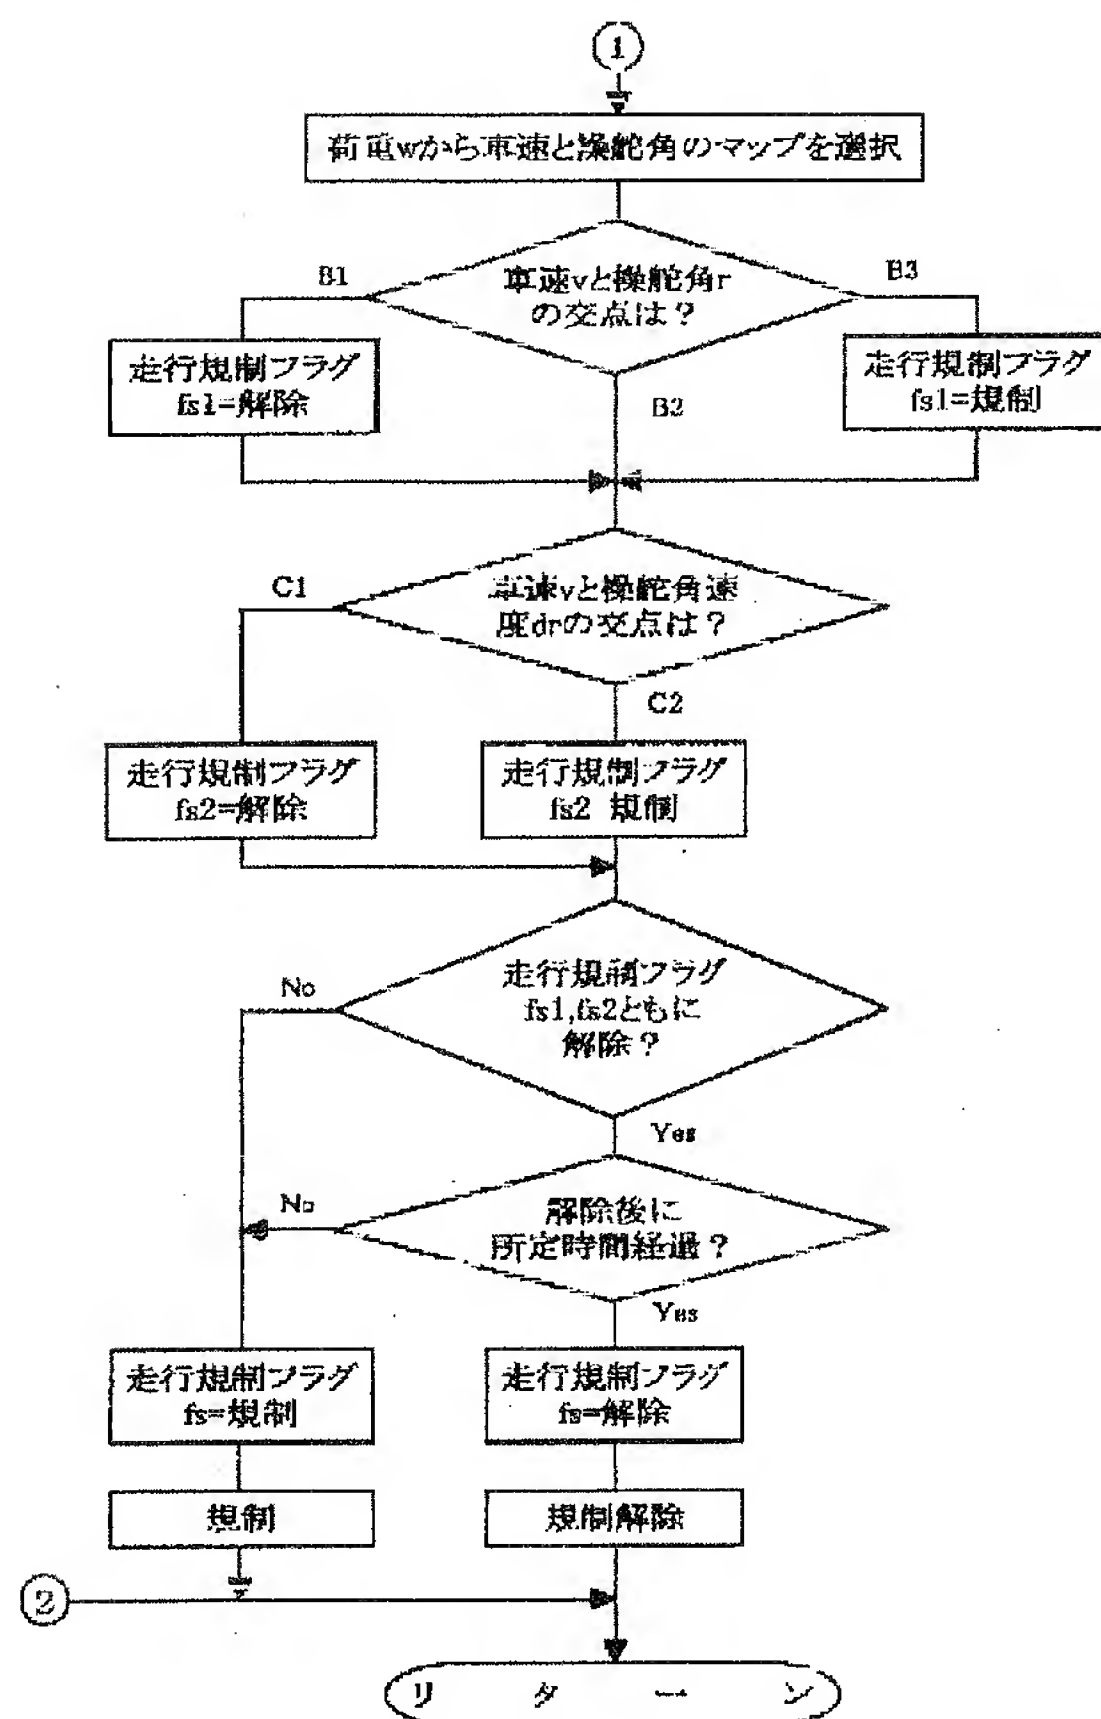 1
荷重wから車速と操舵角のマップを選択
車速vと操舵角r
の交点は？
B1
B3
走行規制フラグ
fs1=解除
走行規制フラグ
fs1=規制
B2
車速vと操舵角速
度drの交点は？
C1
C2
走行規制フラグ
fs2=解除
走行規制フラグ
fs2 規制
走行規制フラグ
fs1,fs2ともに
解除？
No
Yes
解除後に
所定時間経過？
No
Yes
走行規制フラグ
fs=規制
走行規制フラグ
fs=解除
規制
規制解除
2
リターン